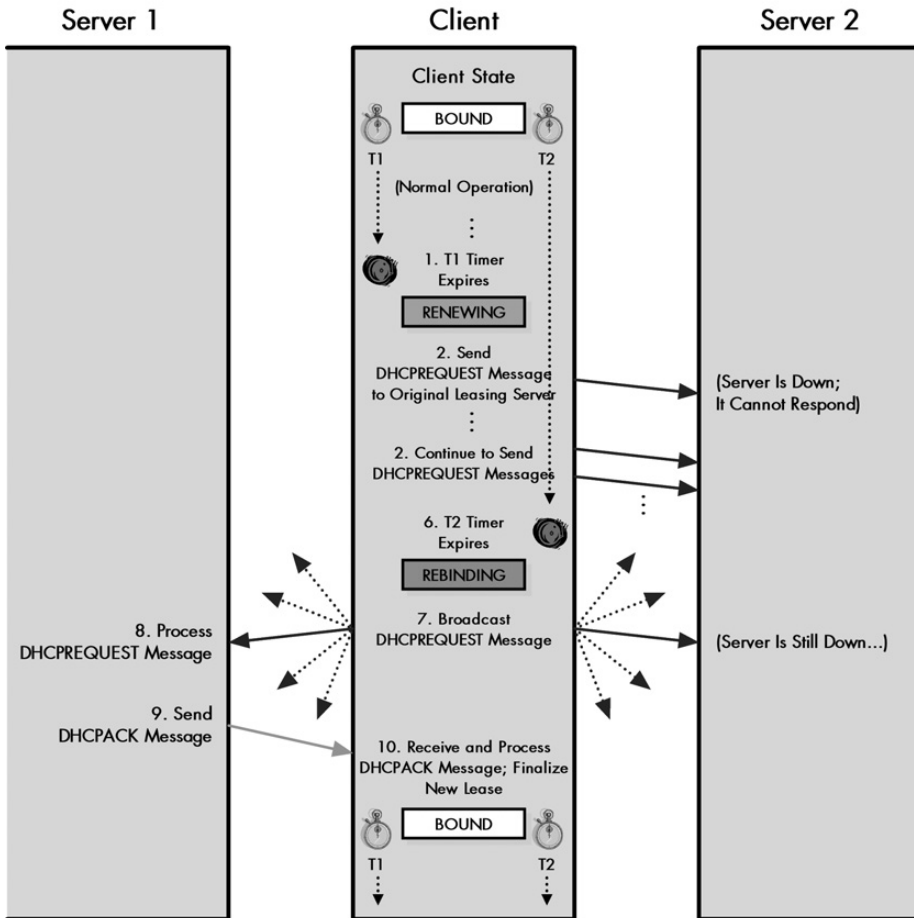 Server 1
Client
Server 2
Client State
BOUND
T1
T2
(Normal Operation)
1. T1 Timer
Expires
RENEWING
2. Send
DHCPREQUEST Message
to Original Leasing Server
(Server Is Down;
It Cannot Respond)
2. Continue to Send
DHCPREQUEST Messages
6. T2 Timer
Expires
REBINDING
7. Broadcast
DHCPREQUEST Message
8. Process
DHCPREQUEST Message
(Server Is Still Down...)
9. Send
DHCPACK Message
10. Receive and Process
DHCPACK Message; Finalize
New Lease
BOUND
T1
T2